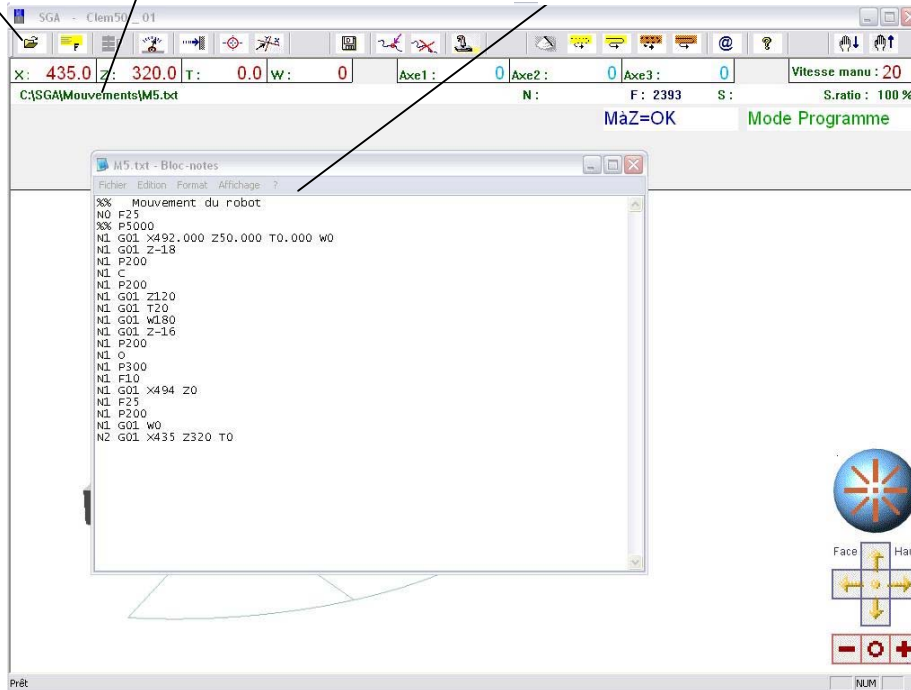 SGA - Clem50 _ 01
F @ ?
X: 435.0 Z: 320.0 T: 0.0 W: 0 Axe1: 0 Axe2: 0 Axe3: 0 Vitesse manu : 20
C:\SGA\Mouvements\M5.txt N : F : 2393 S : S.ratio : 100 %
MàZ=OK Mode Programme
M5.txt - Bloc-notes
Fichier Edition Format Affichage ?
%% Mouvement du robot
N0 F25
%% P5000
N1 G01 X492.000 Z50.000 T0.000 W0
N1 G01 Z-18
N1 P200
N1 C
N1 P200
N1 G01 Z120
N1 G01 T20
N1 G01 W180
N1 G01 Z-16
N1 P200
N1 O
N1 P300
N1 F10
N1 G01 X494 Z0
N1 F25
N1 P200
N1 G01 W0
N2 G01 X435 Z320 T0
Face Hau
Prêt NUM